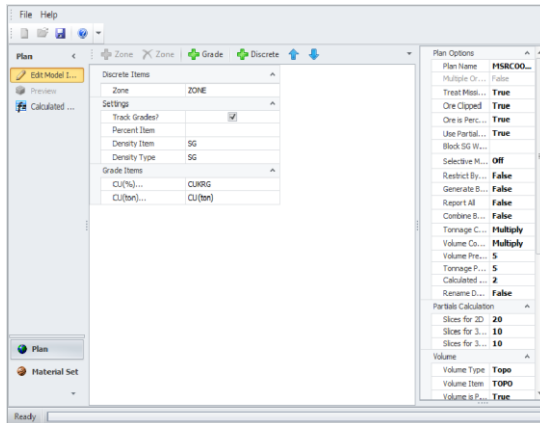 File Help
Plan <
Edit Model I...
Preview
Calculated ...
Plan
Material Set
Ready
Zone Zone Grade Discrete
Discrete Items
Zone ZONE
Settings
Track Grades?
Percent Item
Density Item SG
Density Type SG
Grade Items
CU(%)... CUKRG
CU(ton)... CU(ton)
Plan Options
Plan Name MSRC00...
Multiple Or... False
Treat Missi... True
Ore Clipped True
Ore is Perc... True
Use Partial... True
Block SG W...
Selective M... Off
Restrict By... False
Generate B... False
Report All False
Combine B... False
Tonnage C... Multiply
Volume Co... Multiply
Volume Pre... 5
Tonnage P... 5
Calculated ... 2
Rename D... False
Partials Calculation
Slices for 2D 20
Slices for 3... 10
Slices for 3... 10
Volume
Volume Type Topo
Volume Item TOPO
Volume is P... True